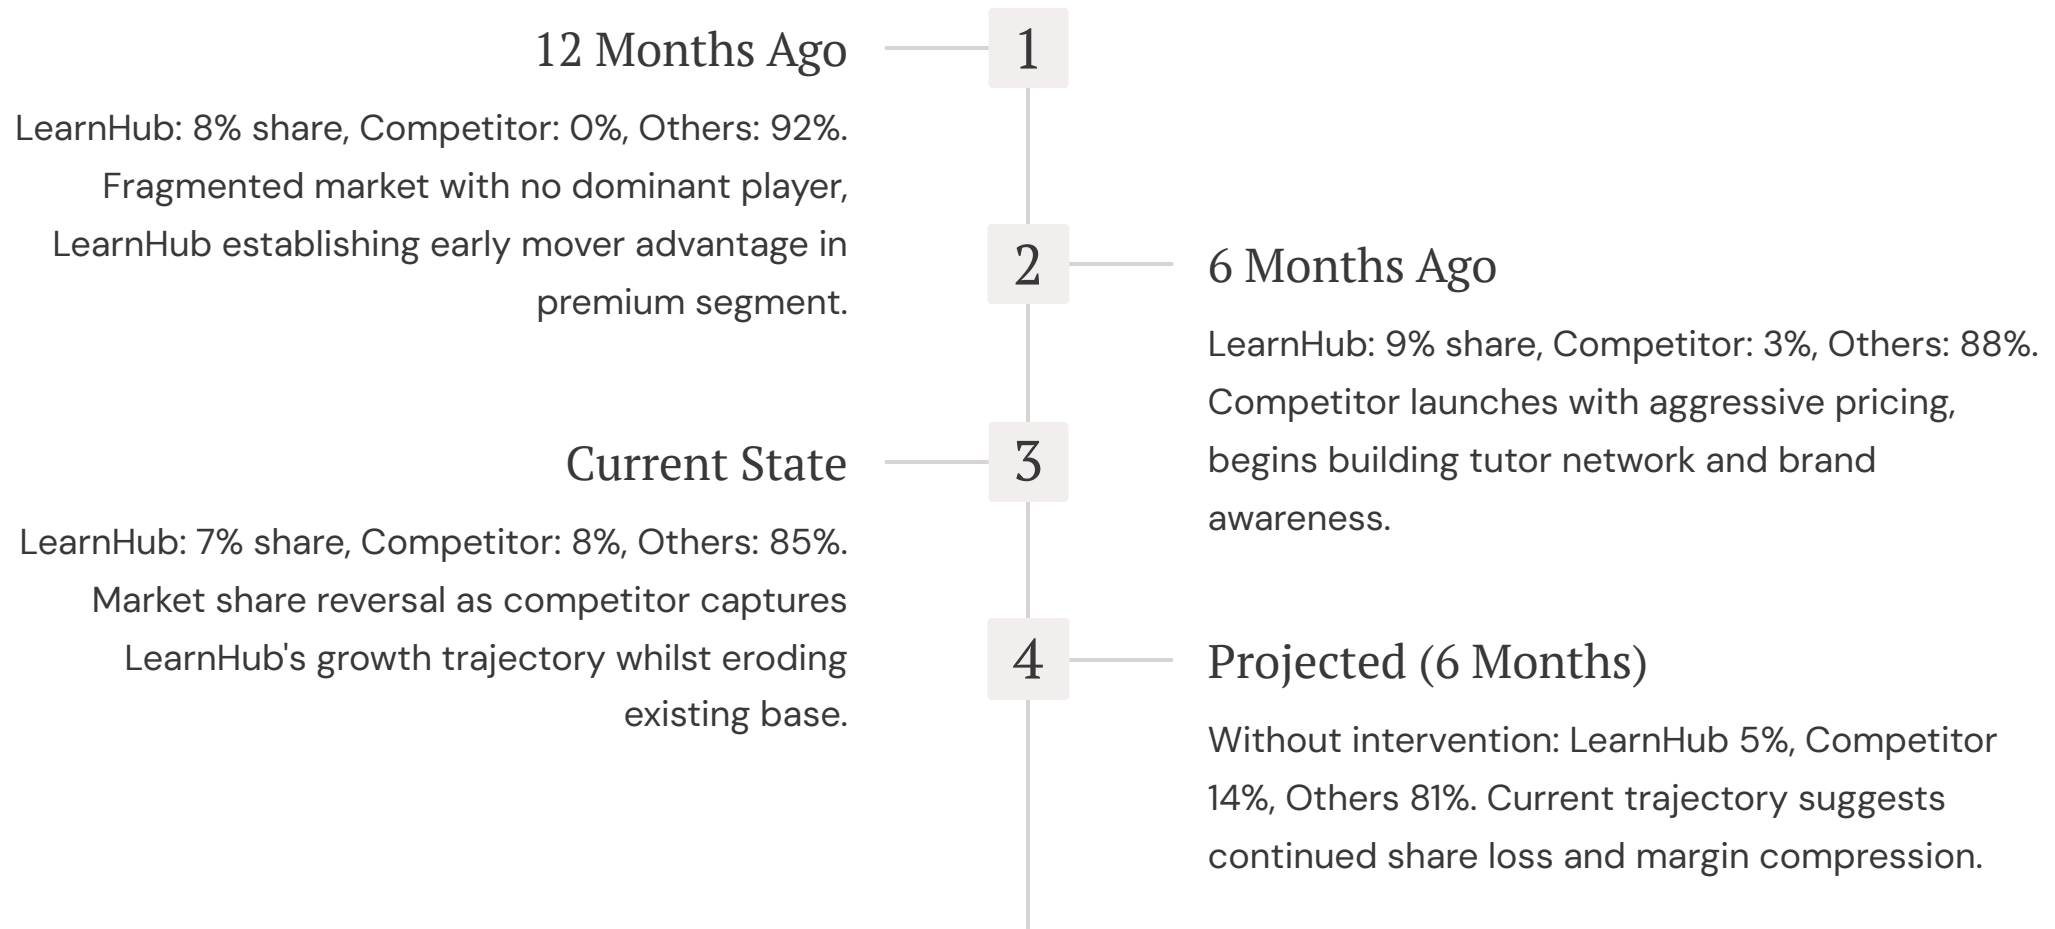 12 Months Ago
1
LearnHub: 8% share, Competitor: 0%, Others: 92%.
Fragmented market with no dominant player,
LearnHub establishing early mover advantage in
premium segment.
2
6 Months Ago
LearnHub: 9% share, Competitor: 3%, Others: 88%.
Competitor launches with aggressive pricing,
begins building tutor network and brand
awareness.
Current State
3
LearnHub: 7% share, Competitor: 8%, Others: 85%.
Market share reversal as competitor captures
LearnHub's growth trajectory whilst eroding
existing base.
4
Projected (6 Months)
Without intervention: LearnHub 5%, Competitor
14%, Others 81%. Current trajectory suggests
continued share loss and margin compression.